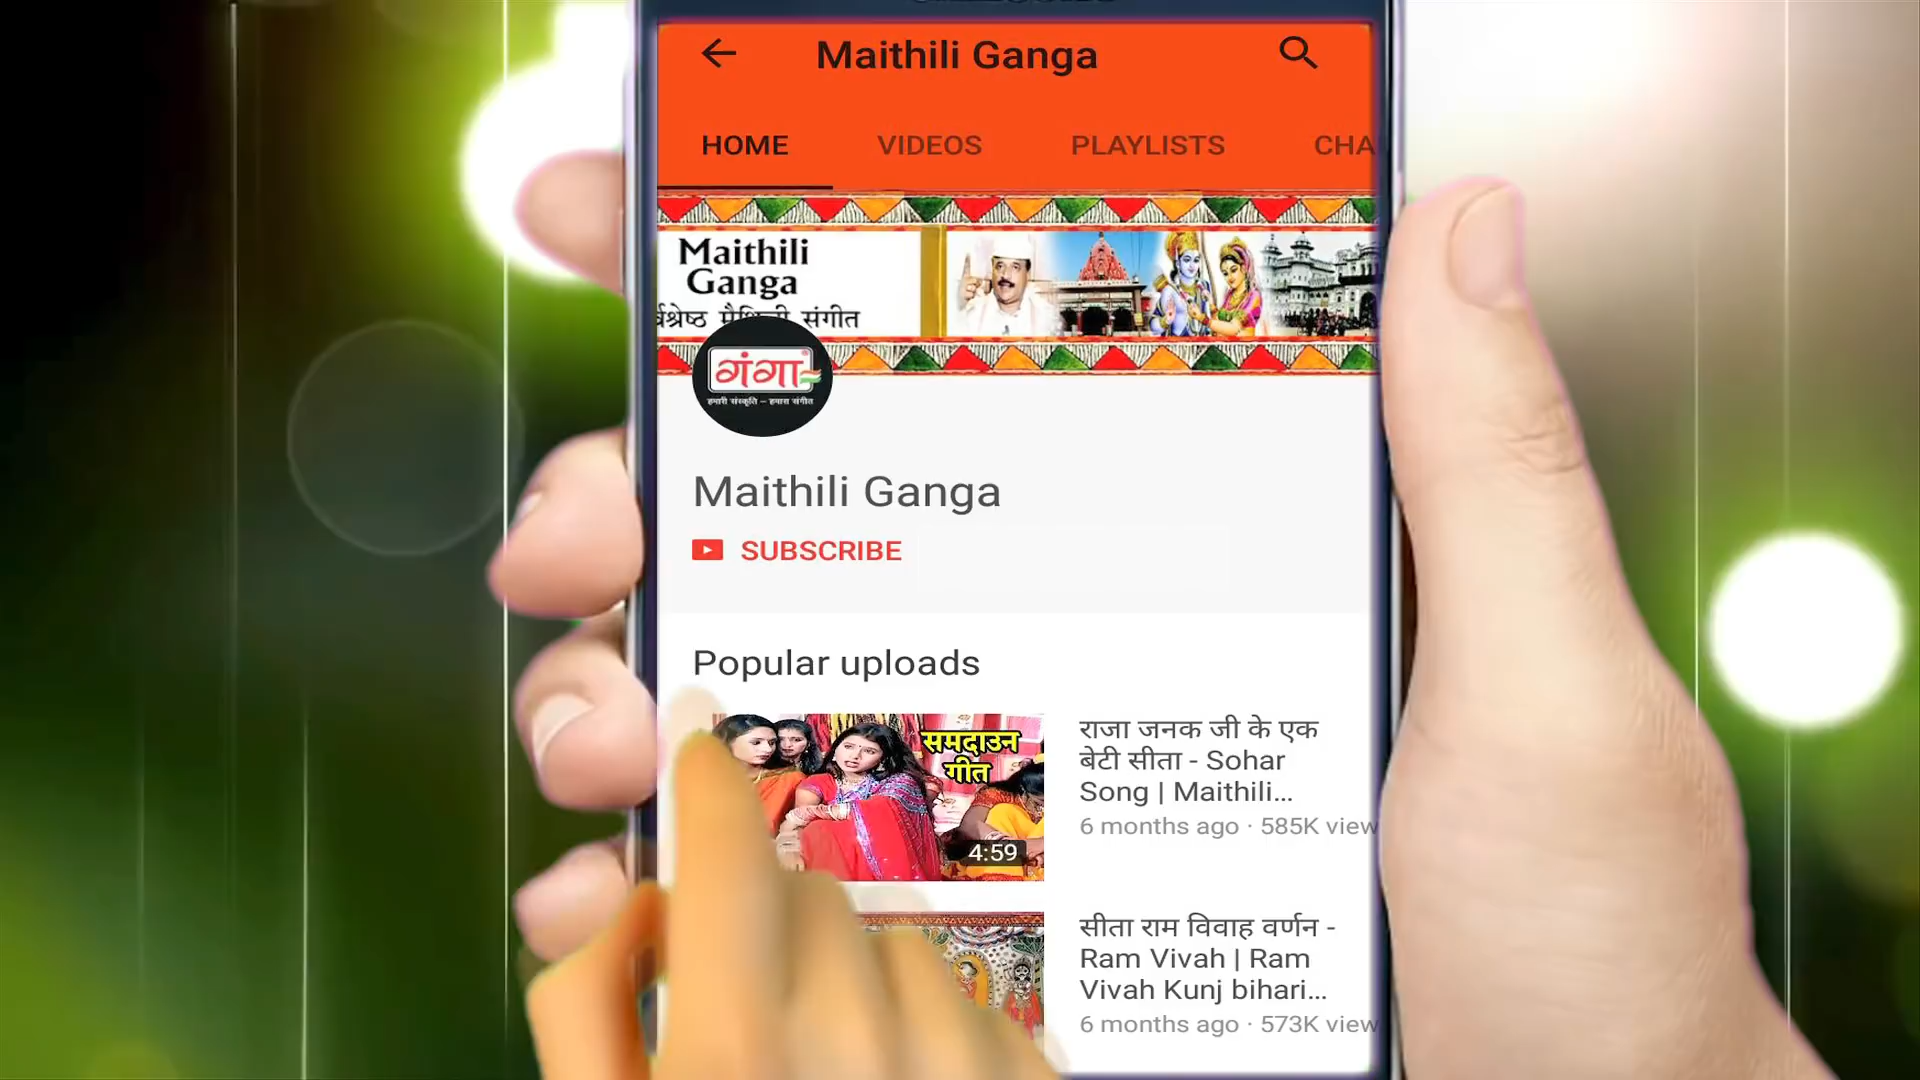 Maithili Ganga
HOME VIDEOS PLAYLISTS CHA
Maithili
Ganga
संगीत
गंगा
हमारी संस्कृति – हमारा संगीत
Maithili Ganga
SUBSCRIBE
Popular uploads
समदाउन
गीत
4:59
राजा जनक जी के एक
बेटी सीता - Sohar
Song | Maithili...
6 months ago · 585K view
सीता राम विवाह वर्णन -
Ram Vivah | Ram
Vivah Kunj bihari...
6 months ago · 573K view